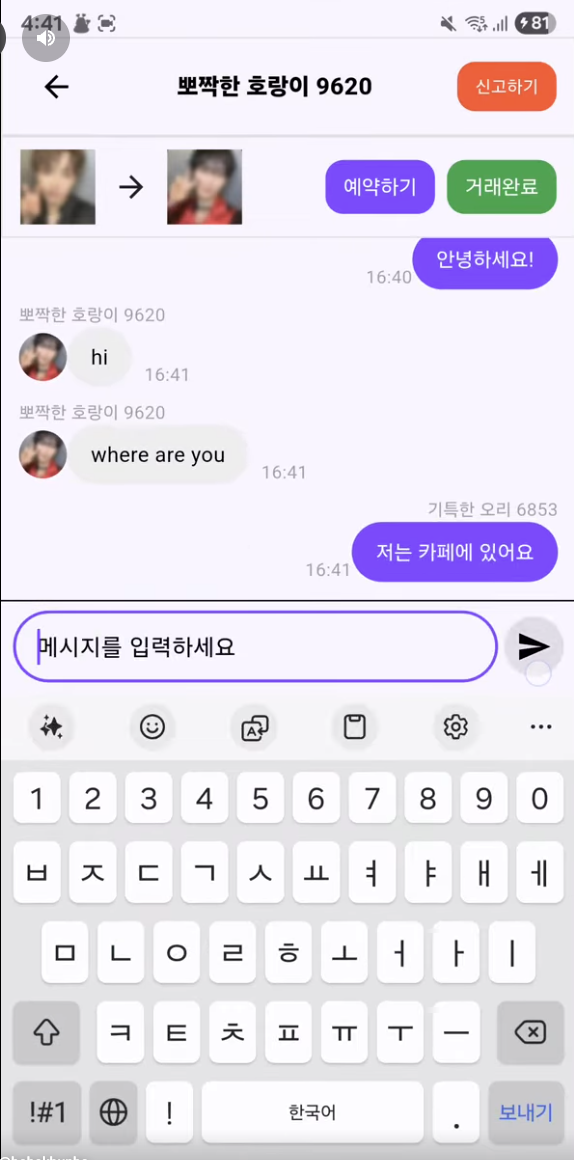 4:41
5
81
뽀짝한 호랑이 9620
신고하기
예약하기
거래완료
안녕하세요!
16:40
뽀짝한 호랑이 9620
hi
16:41
뽀짝한 호랑이 9620
where are you
16:41
기특한 오리 6853
저는 카페에 있어요
16:41
메시지를 입력하세요
A
1 2 3 4 5 6 7 8 9 0
ㅂ ㅈ ㄷ ㄱ ㅅ ㅛ ㅕ ㅑ ㅐ ㅔ
ㅁ ㄴ ㅇ ㄹ ㅎ ㅗ ㅓ ㅏ ㅣ
ㅋ ㅌ ㅊ ㅍ ㅠ ㅜ ㅡ
!#1 ! 한국어 . 보내기